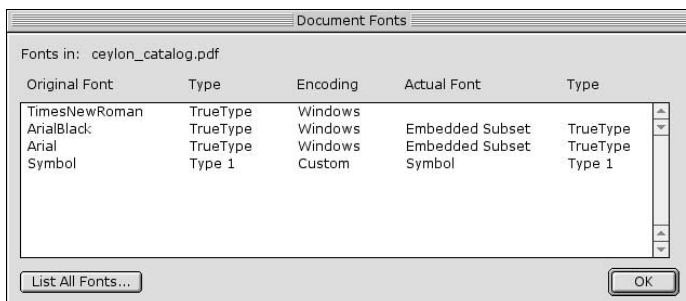 Document Fonts
Fonts in: ceylon_catalog.pdf
Original Font Type Encoding Actual Font Type
TimesNewRoman TrueType Windows
ArialBlack TrueType Windows Embedded Subset TrueType
Arial TrueType Windows Embedded Subset TrueType
Symbol Type 1 Custom Symbol Type 1
List All Fonts... OK